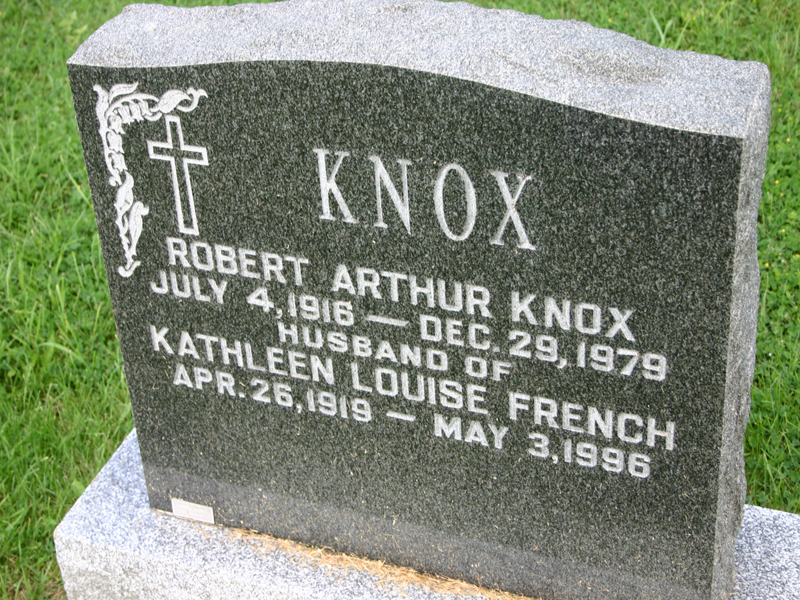 KNOX
ROBERT ARTHUR KNOX
JULY 4, 1916 — DEC. 29, 1979
HUSBAND OF
KATHLEEN LOUISE FRENCH
APR. 26, 1919 — MAY 3, 1996